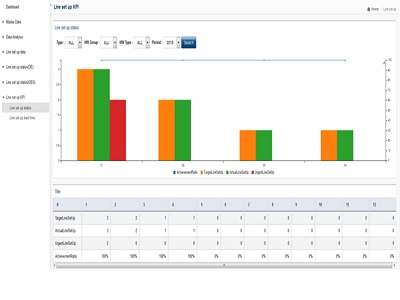 Dashboard
Line set up KPI
Home
Line set up
Master Data
Data Analysis
Line set up data
Line set up status(OE)
Line set up status(SBS)
Line set up KPI
Line set up status
Line set up lead time
Line set up status
Type : ALL MW Group : ALL MW Type : ALL Period : 2016 Search
AchievementRatio TargetLineSetUp ActualLineSetUp UrgentLineSetUp
Title
# 1 2 3 4 5 6 7 8 9 10 11 12
TargetLineSetUp 3 2 1 1 0 0 0 0 0 0 0 0
ActualLineSetUp 3 2 1 1 0 0 0 0 0 0 0 0
UrgentLineSetUp 2 0 0 0 0 0 0 0 0 0 0 0
AchievementRatio 100% 100% 100% 100% 0% 0% 0% 0% 0% 0% 0% 0%